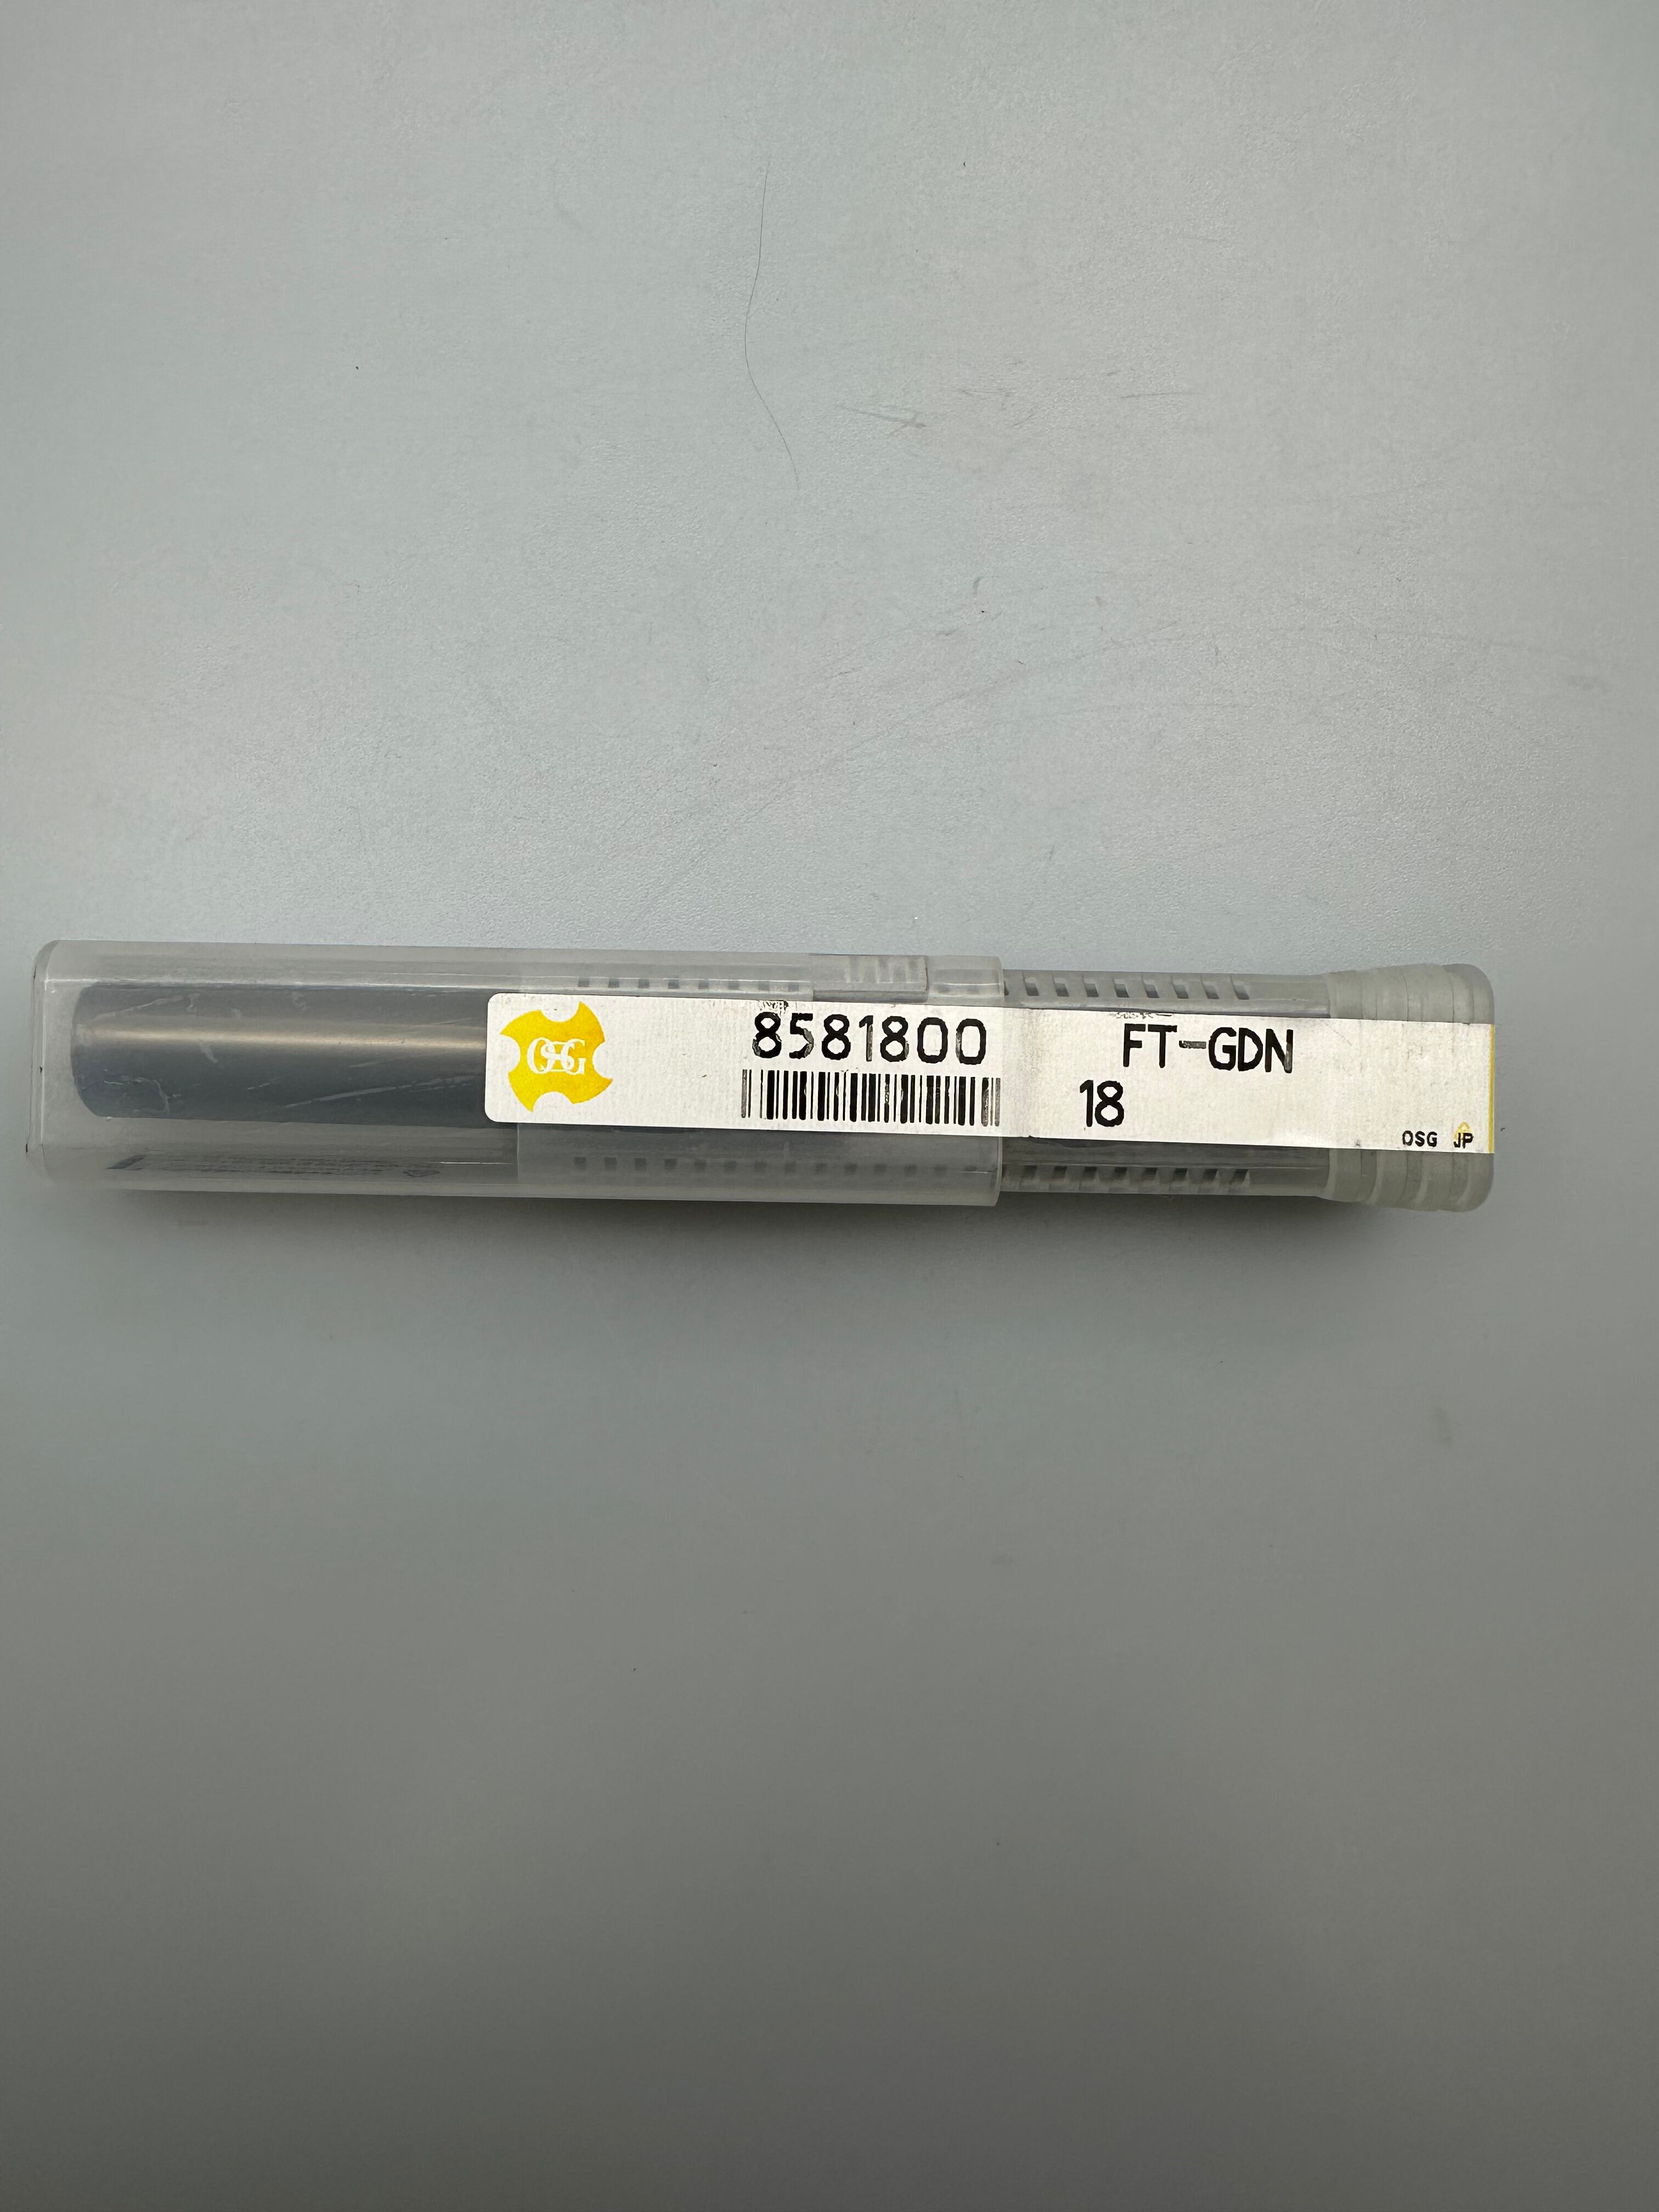 OSG
8581800
FT-GDN
18
OSG JP